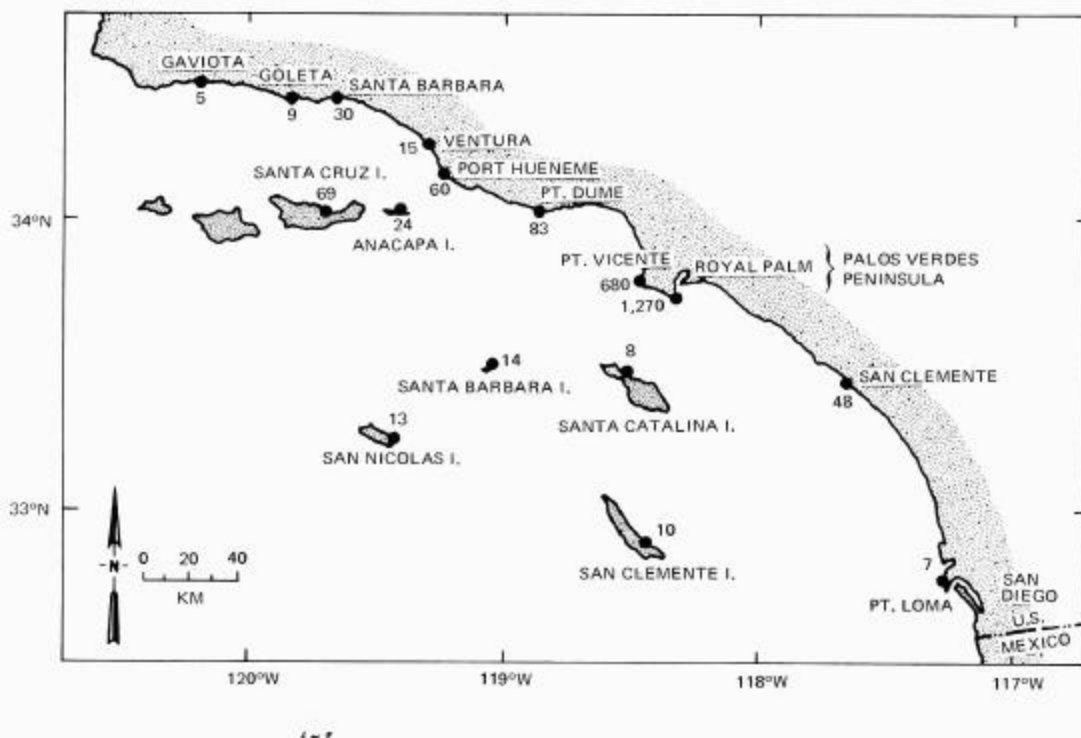 GAVIOTA
5
GOLETA
9
SANTA BARBARA
30
VENTURA
15
PORT HUENEME
60
SANTA CRUZ I.
69
24
ANACAPA I.
PT. DUME
83
34°N
PT. VICENTE
680
ROYAL PALM
1,270
PALOS VERDES
PENINSULA
14
SANTA BARBARA I.
8
SANTA CATALINA I.
SAN CLEMENTE
48
13
SAN NICOLAS I.
33°N
10
SAN CLEMENTE I.
-N-
0 20 40
KM
7
PT. LOMA
SAN
DIEGO
U.S.
MEXICO
120°W
119°W
118°W
117°W